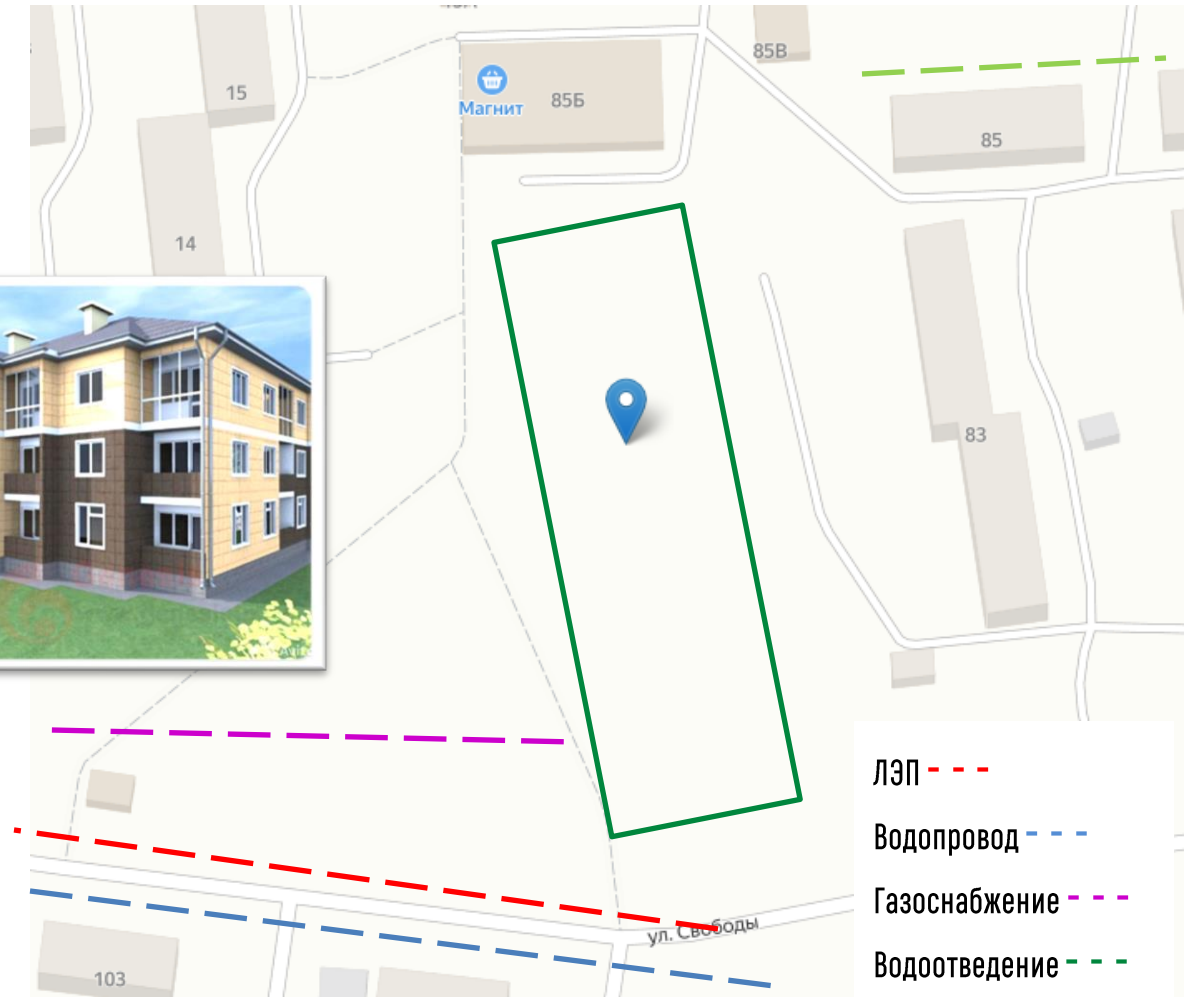 85В
15
Магнит
85Б
85
14
83
ЛЭП
Водопровод
Газоснабжение
ул. Свободы
Водоотведение
103